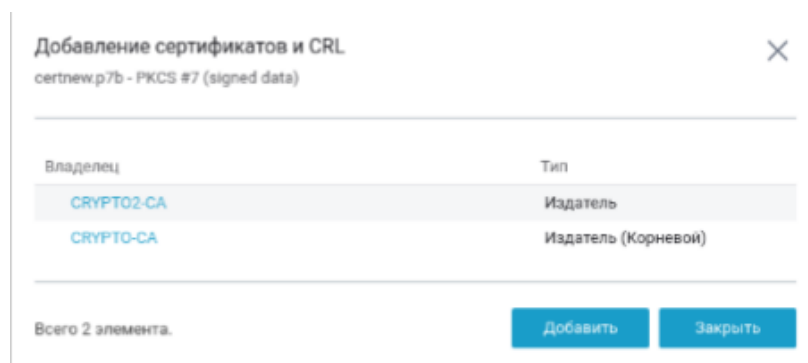 Добавление сертификатов и CRL
certnew.p7b - PKCS #7 (signed data)
Владелец Тип
CRYPTO2-CA Издатель
CRYPTO-CA Издатель (Корневой)
Всего 2 элемента. Добавить Закрыть